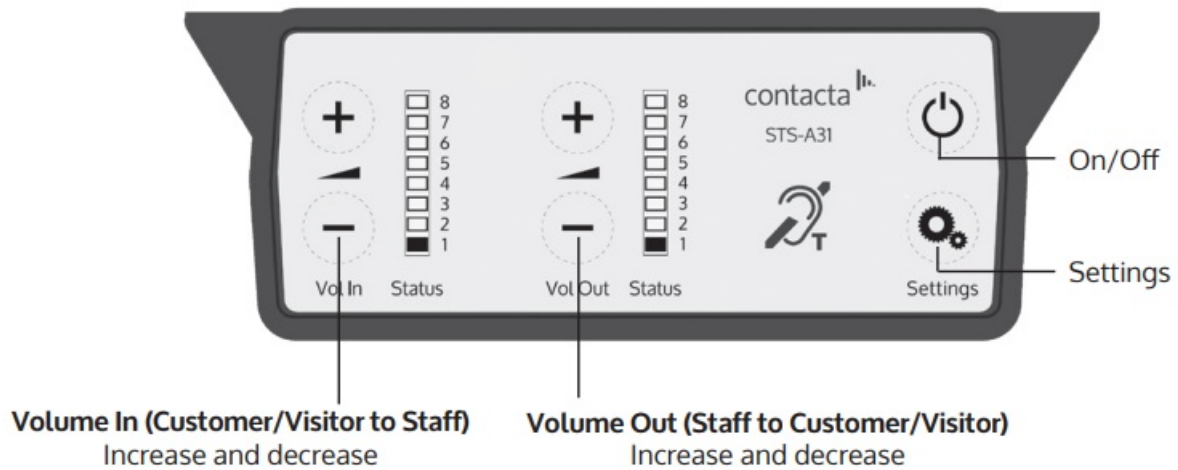 8
7
6
5
4
3
2
1
Vol In
Status
8
7
6
5
4
3
2
1
Vol Out
Status
contacta
STS-A31
T
Settings
On/Off
Settings
Volume In (Customer/Visitor to Staff)
Increase and decrease
Volume Out (Staff to Customer/Visitor)
Increase and decrease